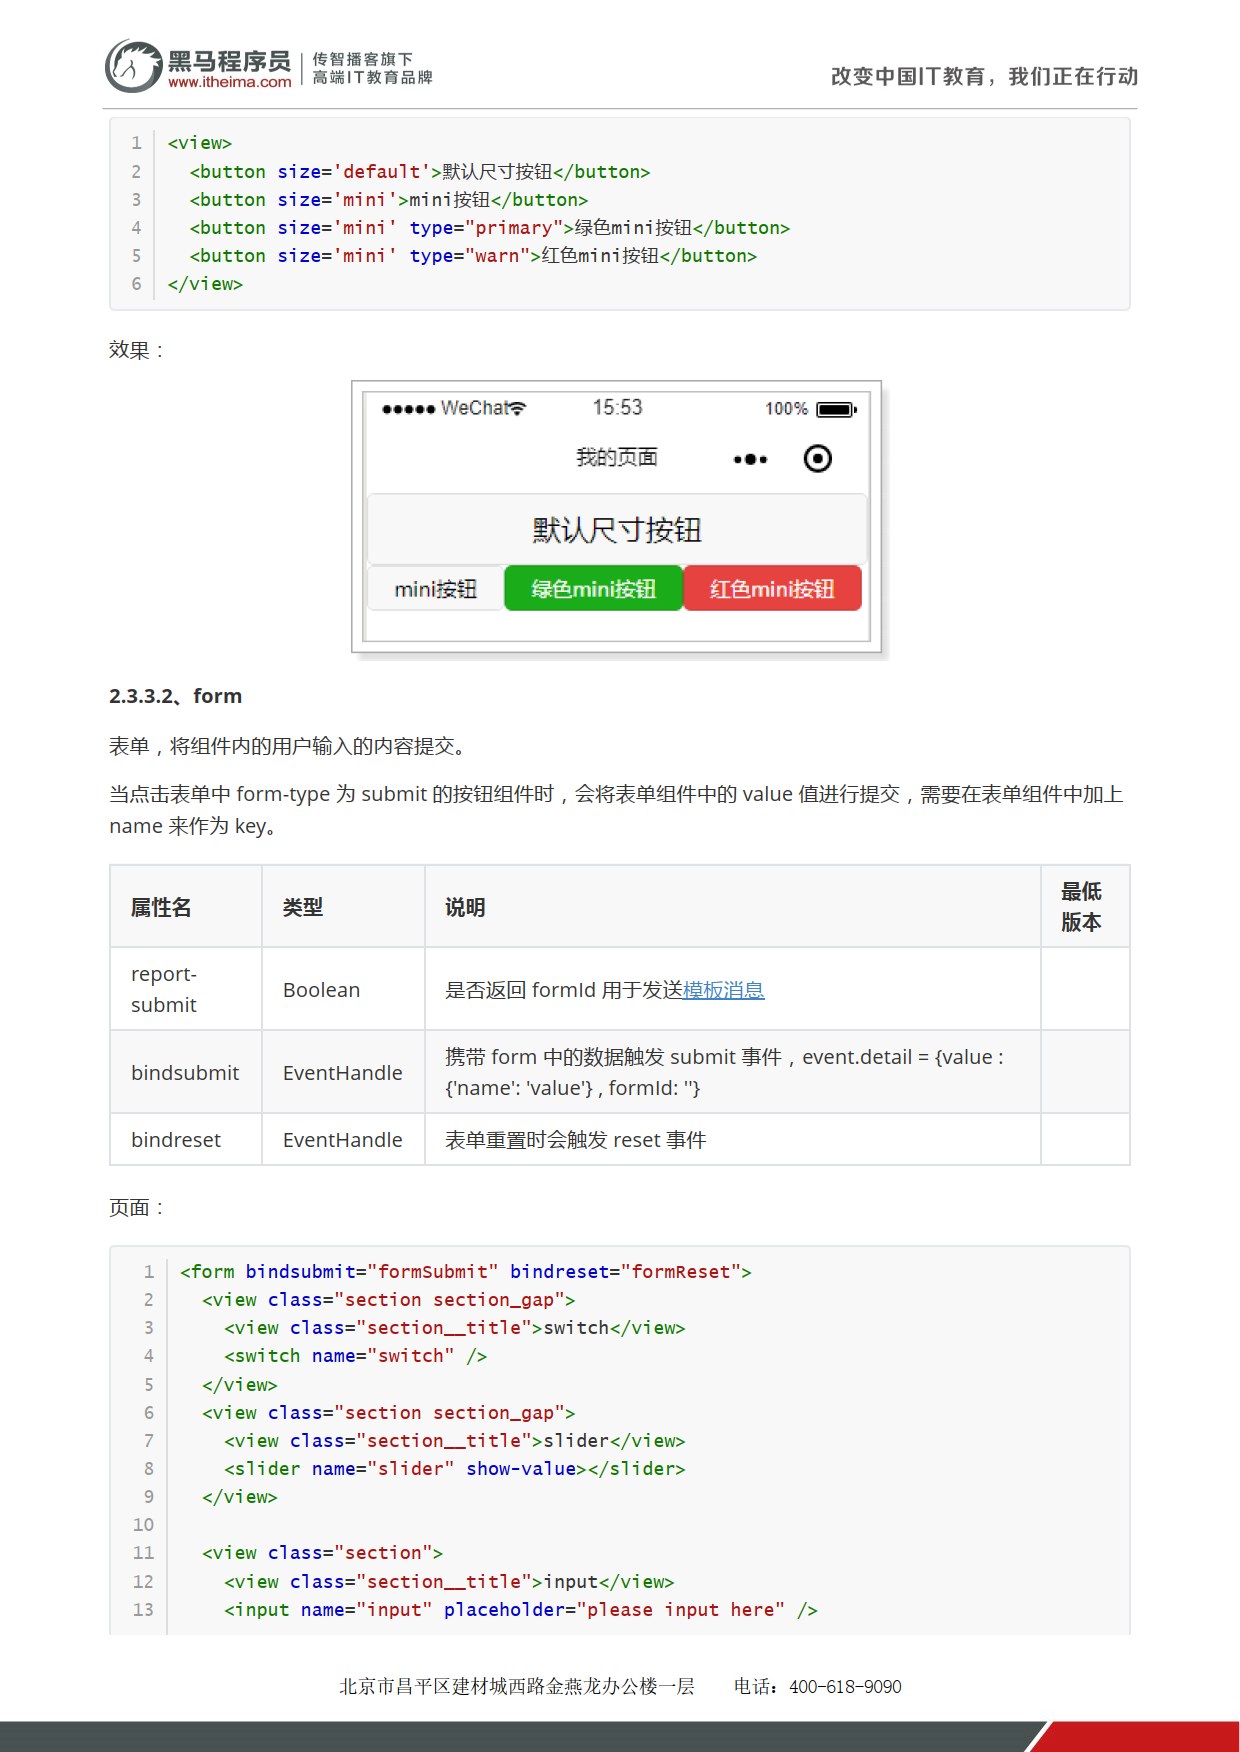 黑马程序员
www.itheima.com
传智播客旗下
高端IT教育品牌
改变中国IT教育，我们正在行动
1 <view>
2   <button size='default'>默认尺寸按钮</button>
3   <button size='mini'>mini按钮</button>
4   <button size='mini' type="primary">绿色mini按钮</button>
5   <button size='mini' type="warn">红色mini按钮</button>
6 </view>
效果：
WeChat 15:53 100%
我的页面
默认尺寸按钮
mini按钮 绿色mini按钮 红色mini按钮
2.3.3.2、form
表单，将组件内的用户输入的内容提交。
当点击表单中 form-type 为 submit 的按钮组件时，会将表单组件中的 value 值进行提交，需要在表单组件中加上
name 来作为 key。
属性名 类型 说明 最低版本
report-submit Boolean 是否返回 formId 用于发送模板消息
bindsubmit EventHandle 携带 form 中的数据触发 submit 事件，event.detail = {value :
{'name': 'value'} , formId: ''}
bindreset EventHandle 表单重置时会触发 reset 事件
页面：
1 <form bindsubmit="formSubmit" bindreset="formReset">
2   <view class="section section_gap">
3     <view class="section__title">switch</view>
4     <switch name="switch" />
5   </view>
6   <view class="section section_gap">
7     <view class="section__title">slider</view>
8     <slider name="slider" show-value></slider>
9   </view>
10
11   <view class="section">
12     <view class="section__title">input</view>
13     <input name="input" placeholder="please input here" />
北京市昌平区建材城西路金燕龙办公楼一层 电话：400-618-9090